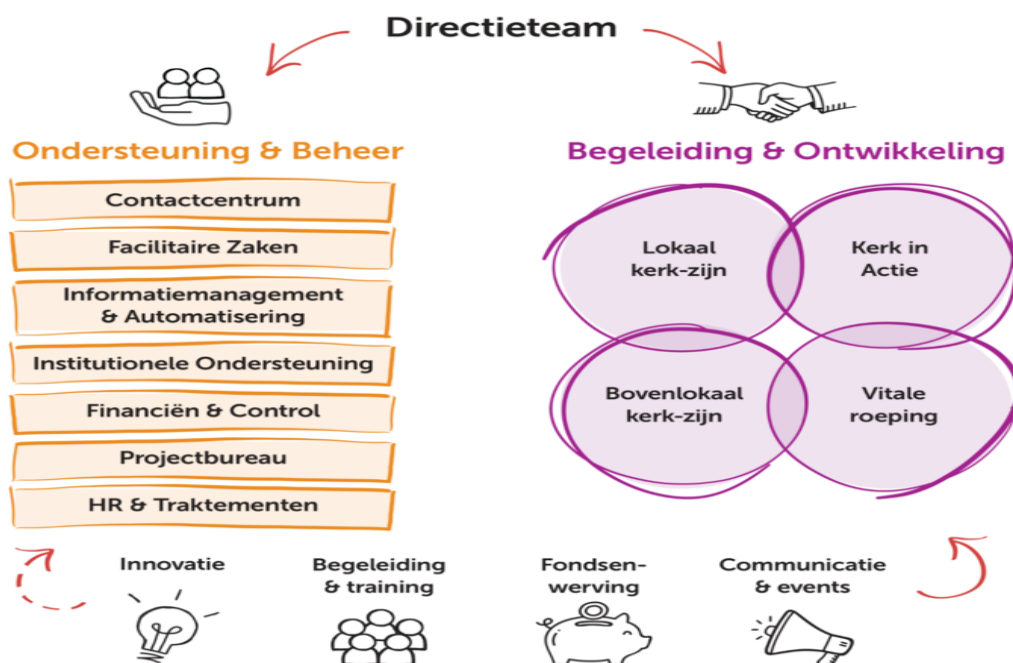 Directieteam
Ondersteuning & Beheer
Contactcentrum
Facilitaire Zaken
Informatiemanagement
& Automatisering
Institutionele Ondersteuning
Financiën & Control
Projectbureau
HR & Traktementen
Begeleiding & Ontwikkeling
Lokaal
kerk-zijn
Kerk in
Actie
Bovenlokaal
kerk-zijn
Vitale
roeping
Innovatie
Begeleiding
& training
Fondsen-
werving
Communicatie
& events